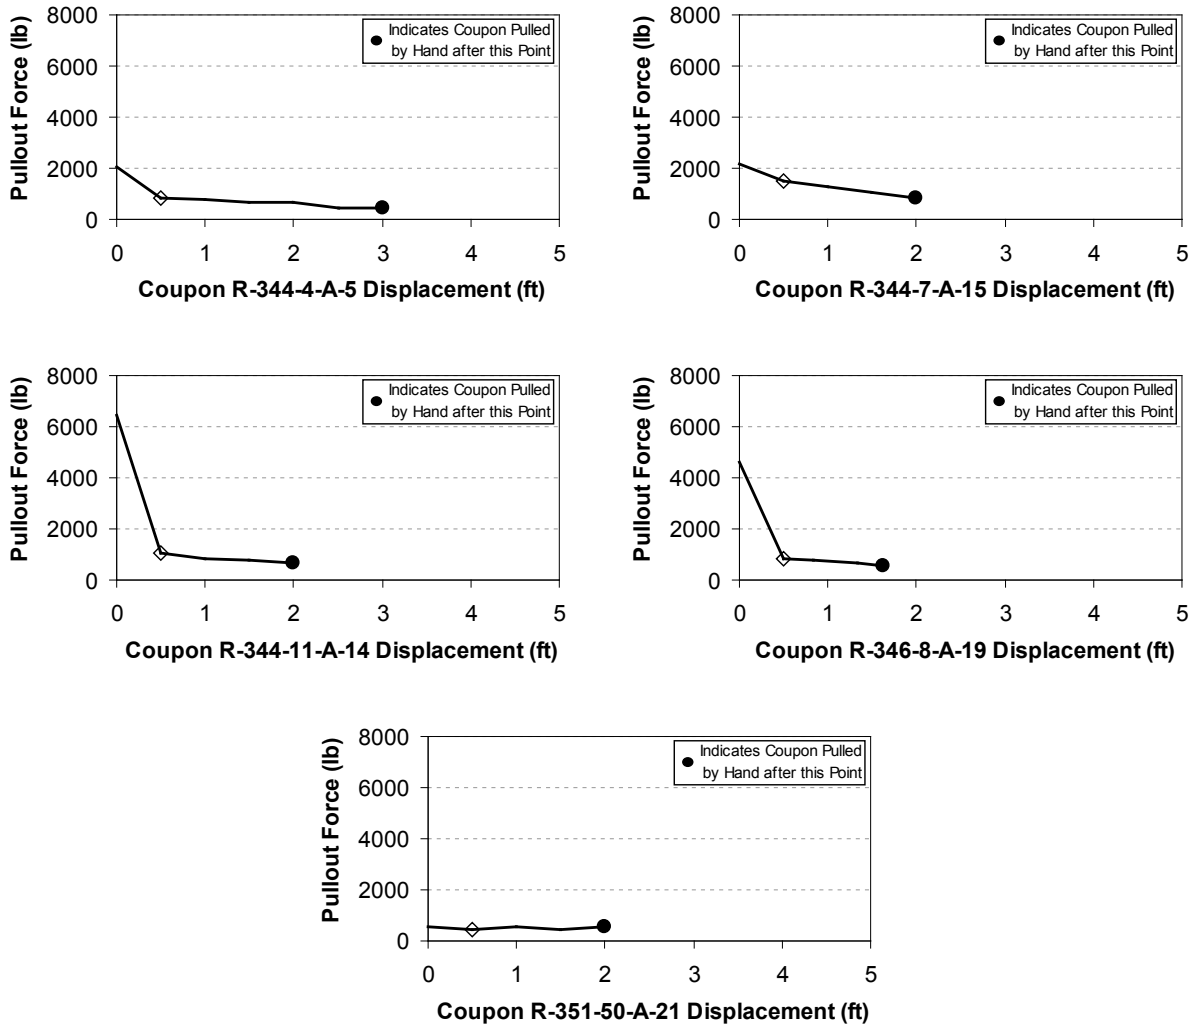 8000
6000
4000
2000
0
Pullout Force (lb)
Indicates Coupon Pulled
by Hand after this Point
0 1 2 3 4 5
Coupon R-344-4-A-5 Displacement (ft)
8000
6000
4000
2000
0
Pullout Force (lb)
Indicates Coupon Pulled
by Hand after this Point
0 1 2 3 4 5
Coupon R-344-7-A-15 Displacement (ft)
8000
6000
4000
2000
0
Pullout Force (lb)
Indicates Coupon Pulled
by Hand after this Point
0 1 2 3 4 5
Coupon R-344-11-A-14 Displacement (ft)
8000
6000
4000
2000
0
Pullout Force (lb)
Indicates Coupon Pulled
by Hand after this Point
0 1 2 3 4 5
Coupon R-346-8-A-19 Displacement (ft)
8000
6000
4000
2000
0
Pullout Force (lb)
Indicates Coupon Pulled
by Hand after this Point
0 1 2 3 4 5
Coupon R-351-50-A-21 Displacement (ft)